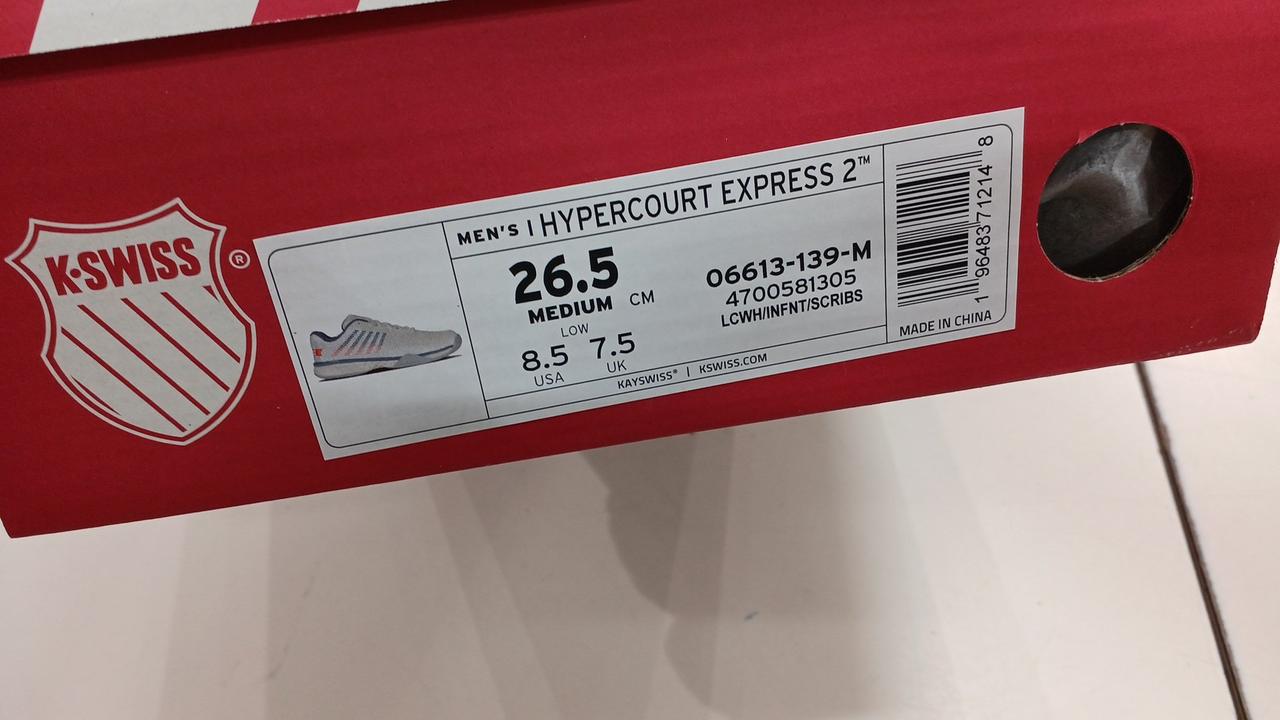 K•SWISS®
MEN'S | HYPERCOURT EXPRESS 2™
26.5
MEDIUM CM
LOW
8.5 7.5
USA UK
06613-139-M
4700581305
LCWH/INFNT/SCRIBS
KAYSWISS® | KSWISS.COM
1 96483 71214 8
MADE IN CHINA